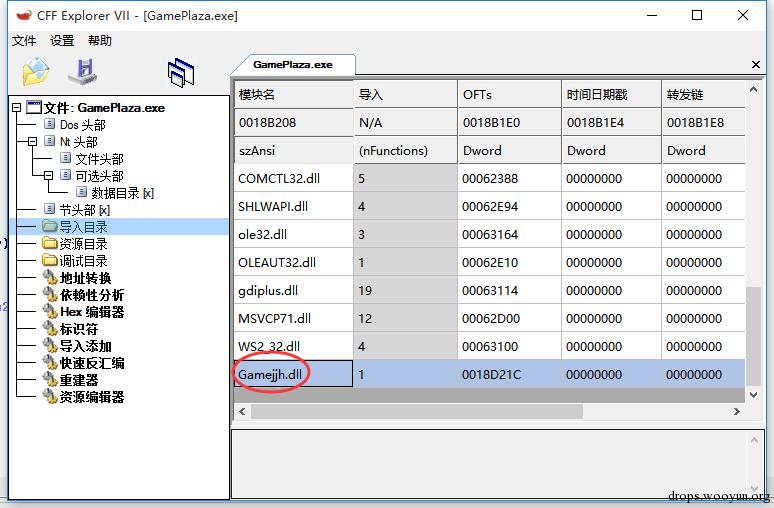 CFF Explorer VII - [GamePlaza.exe]
文件 设置 帮助
GamePlaza.exe
文件: GamePlaza.exe
Dos 头部
Nt 头部
文件头部
可选头部
数据目录 [x]
节头部 [x]
导入目录
资源目录
调试目录
地址转换
依赖性分析
Hex 编辑器
标识符
导入添加
快速反汇编
重建器
资源编辑器
模块名 导入 OFTs 时间日期戳 转发链
0018B208 N/A 0018B1E0 0018B1E4 0018B1E8
szAnsi (nFunctions) Dword Dword Dword
COMCTL32.dll 5 00062388 00000000 00000000
SHLWAPI.dll 4 00062E94 00000000 00000000
ole32.dll 3 00063164 00000000 00000000
OLEAUT32.dll 1 00062E10 00000000 00000000
gdiplus.dll 19 00063114 00000000 00000000
MSVCP71.dll 12 00062D00 00000000 00000000
WS2_32.dll 4 00063100 00000000 00000000
Gamejjh.dll 1 0018D21C 00000000 00000000
drops.wooyun.org